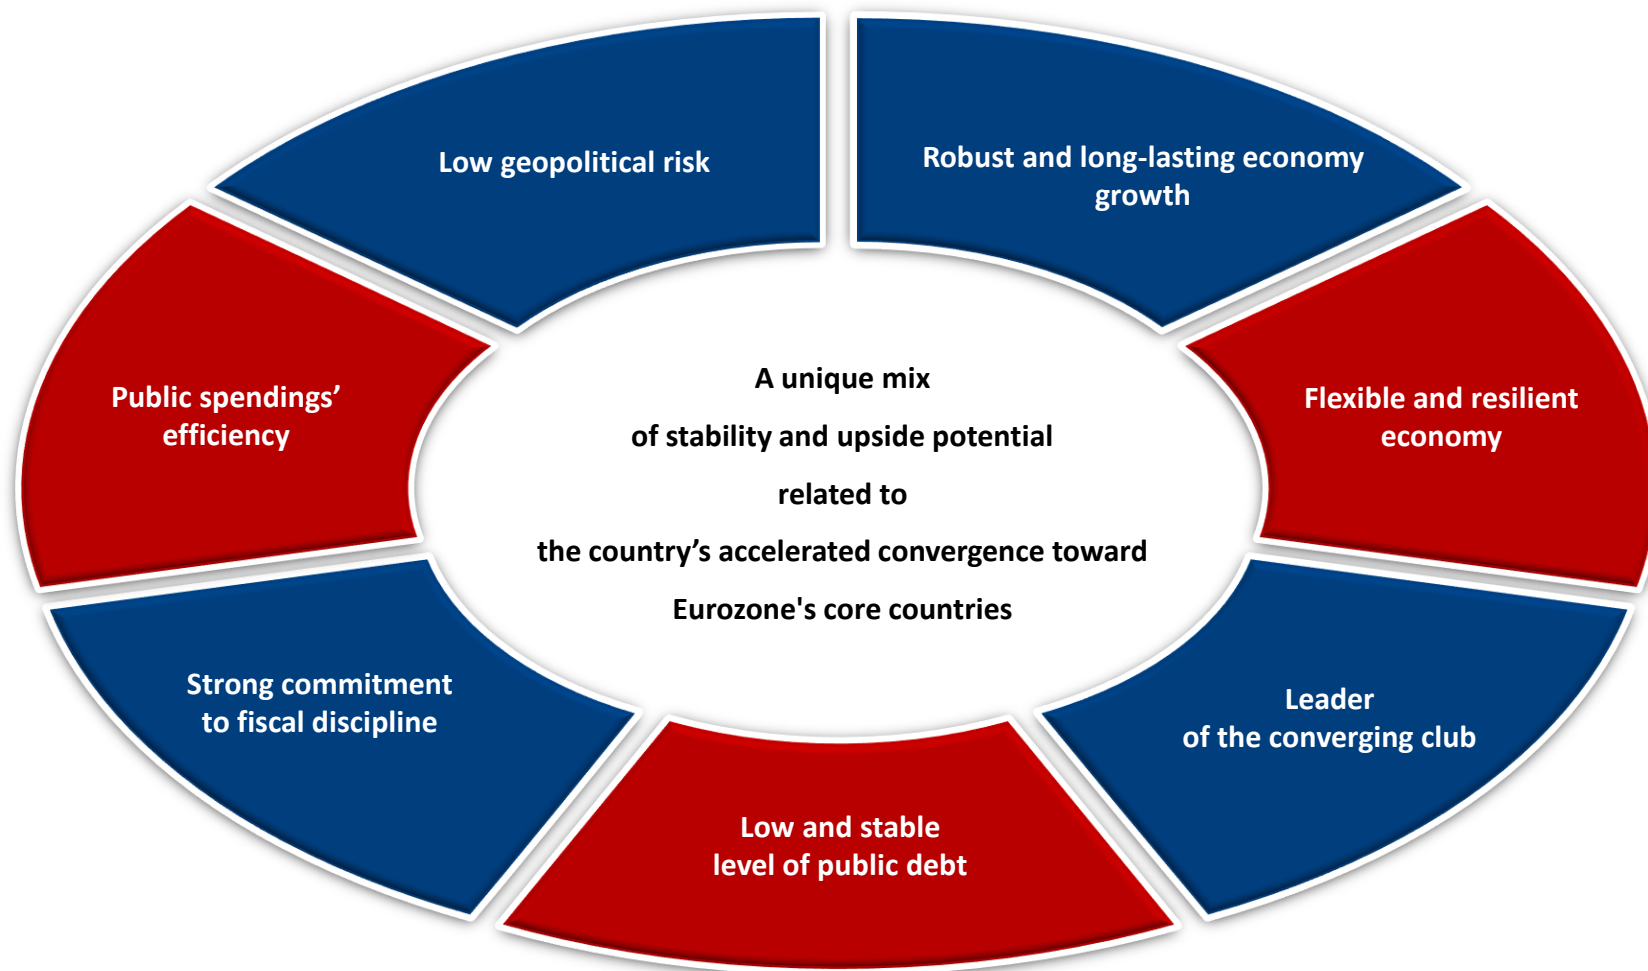 Low geopolitical risk
Robust and long-lasting economy
growth
Public spendings’
efficiency
A unique mix
of stability and upside potential
related to
the country’s accelerated convergence toward
Eurozone's core countries
Flexible and resilient
economy
Strong commitment
to fiscal discipline
Leader
of the converging club
Low and stable
level of public debt